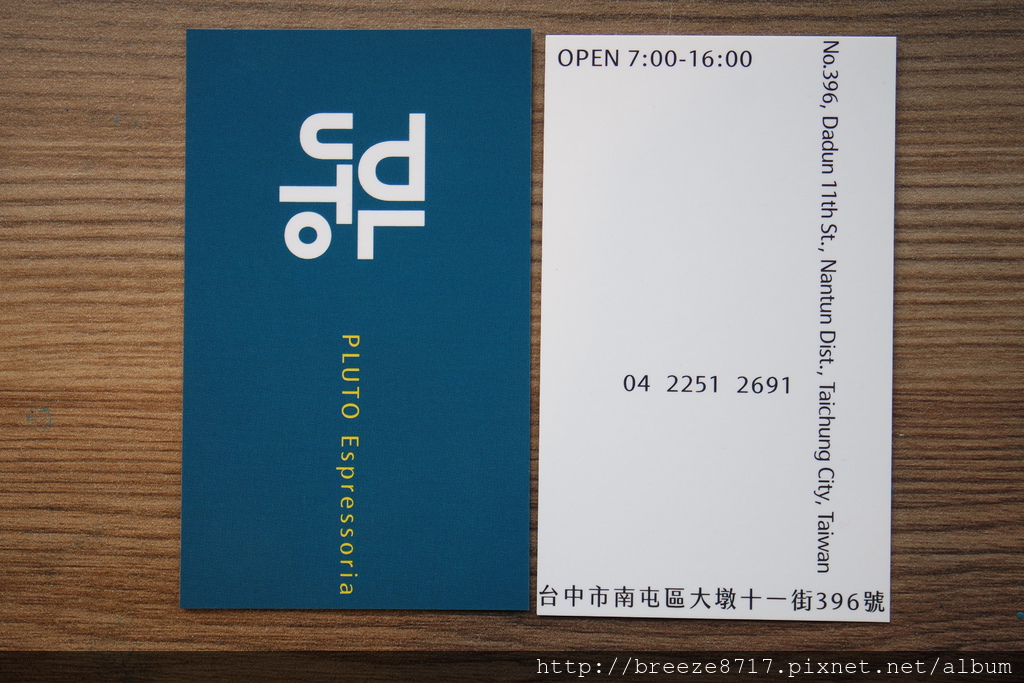 PL
UTO
PLUTO Espressoria
OPEN 7:00-16:00
No.396, Dadun 11th St., Nantun Dist., Taichung City, Taiwan
04 2251 2691
台中市南屯區大墩十一街396號
http://breeze8717.pixnet.net/album